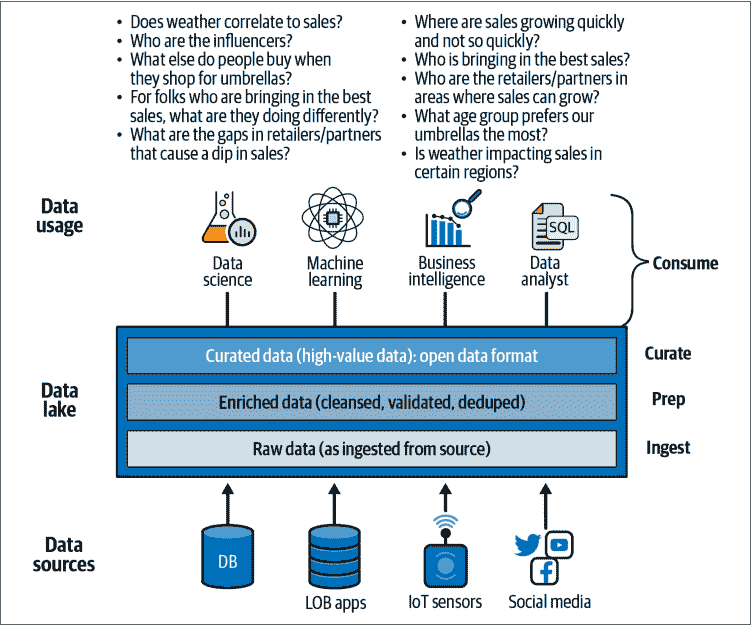 • Does weather correlate to sales?
• Who are the influencers?
• What else do people buy when
they shop for umbrellas?
• For folks who are bringing in the best
sales, what are they doing differently?
• What are the gaps in retailers/partners
that cause a dip in sales?
• Where are sales growing quickly
and not so quickly?
• Who is bringing in the best sales?
• Who are the retailers/partners in
areas where sales can grow?
• What age group prefers our
umbrellas the most?
• Is weather impacting sales in
certain regions?
Data
usage
SQL
Data
science
Machine
learning
Business
intelligence
Data
analyst
Consume
Data
lake
Curated data (high-value data): open data format
Curate
Enriched data (cleansed, validated, deduped)
Prep
Raw data (as ingested from source)
Ingest
Data
sources
DB
LOB apps
IoT sensors
Social media